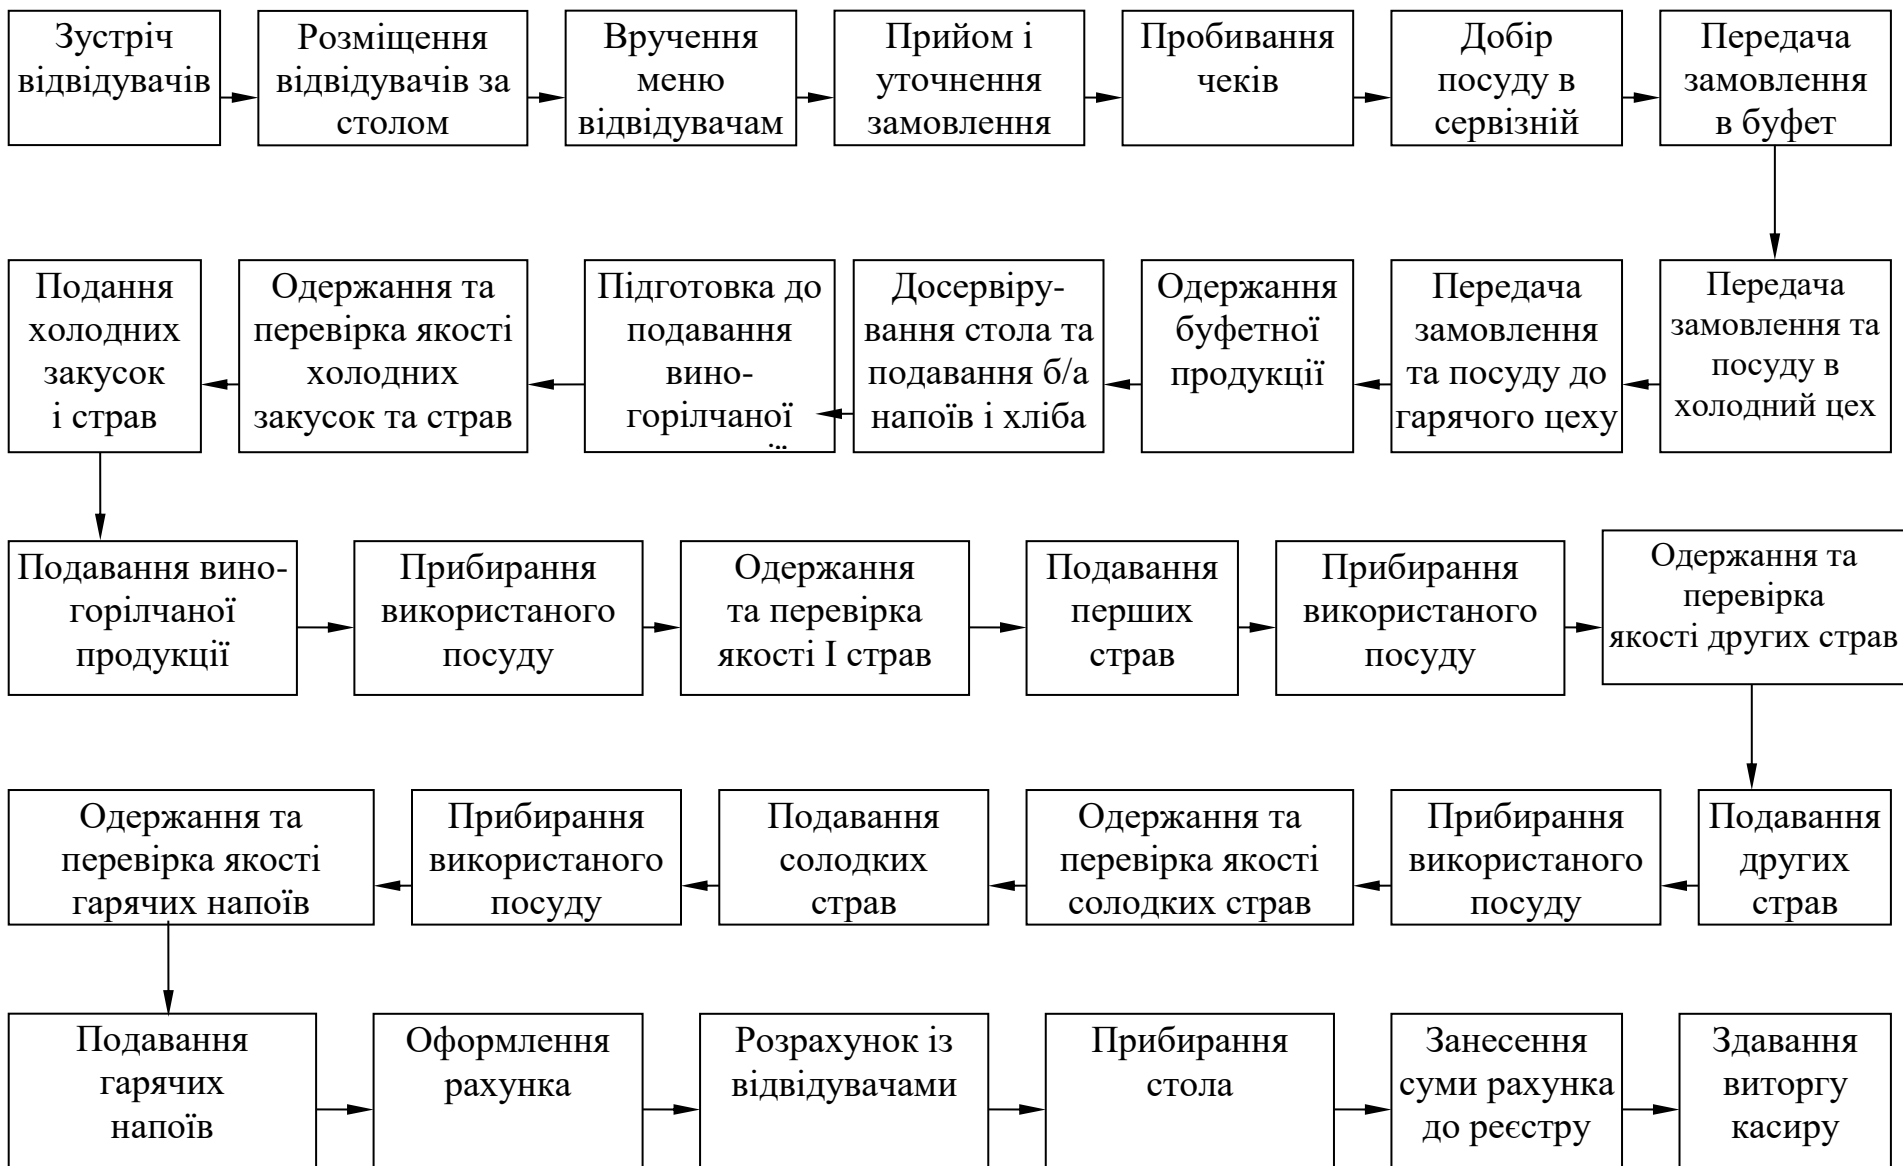 Зустріч
відвідувачів
Розміщення
відвідувачів за
столом
Вручення
меню
відвідувачам
Прийом і
уточнення
замовлення
Пробивання
чеків
Добір
посуду в
сервізній
Передача
замовлення
в буфет
Подання
холодних
закусок
і страв
Одержання та
перевірка якості
холодних
закусок та страв
Підготовка до
подавання
вино-
горілчаної
Досервіру-
вання стола та
подавання б/а
напоїв і хліба
Одержання
буфетної
продукції
Передача
замовлення
та посуду до
гарячого цеху
Передача
замовлення та
посуду в
холодний цех
Подавання вино-
горілчаної
продукції
Прибирання
використаного
посуду
Одержання
та перевірка
якості І страв
Подавання
перших
страв
Прибирання
використаного
посуду
Одержання та
перевірка
якості других страв
Одержання та
перевірка якості
гарячих напоїв
Прибирання
використаного
посуду
Подавання
солодких
страв
Одержання та
перевірка якості
солодких страв
Прибирання
використаного
посуду
Подавання
других
страв
Подавання
гарячих
напоїв
Оформлення
рахунка
Розрахунок із
відвідувачами
Прибирання
стола
Занесення
суми рахунка
до реєстру
Здавання
виторгу
касиру